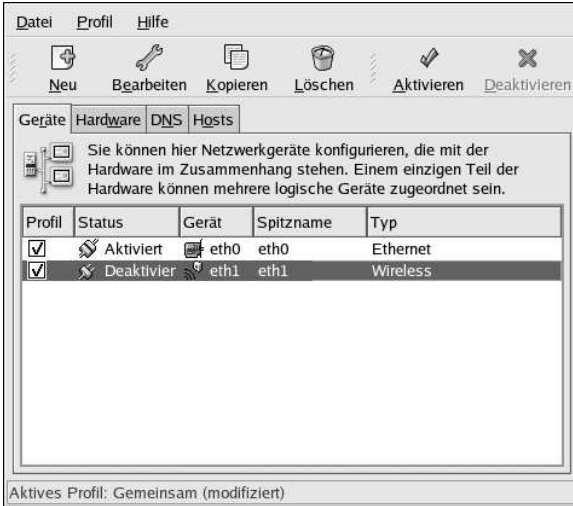 Datei Profil Hilfe
Neu Bearbeiten Kopieren Löschen Aktivieren Deaktivieren
Geräte Hardware DNS Hosts
Sie können hier Netzwerkgeräte konfigurieren, die mit der
Hardware im Zusammenhang stehen. Einem einzigen Teil der
Hardware können mehrere logische Geräte zugeordnet sein.
Profil Status Gerät Spitzname Typ
Aktiviert eth0 eth0 Ethernet
Deaktivier eth1 eth1 Wireless
Aktives Profil: Gemeinsam (modifiziert)